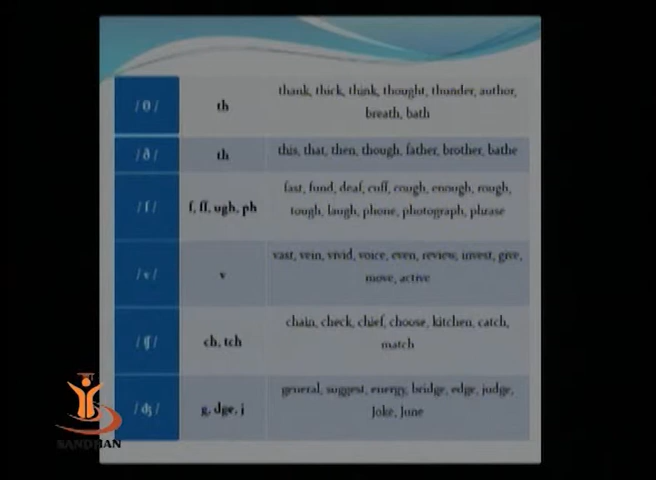 /θ/ th thank, thick, think, thought, thunder, author,
breath, bath
/ð/ th this, that, then, though, father, brother, bathe
/f/ f, ff, ugh, ph fast, fund, deaf, cuff, cough, enough, rough,
tough, laugh, phone, photograph, phrase
/v/ v vast, vein, vivid, voice, even, review, invest, give,
move, active
/ʧ/ ch, tch chain, check, chief, choose, kitchen, catch,
match
/ʤ/ g, dge, j general, suggest, energy, bridge, edge, judge,
Joke, June
SANDHAN